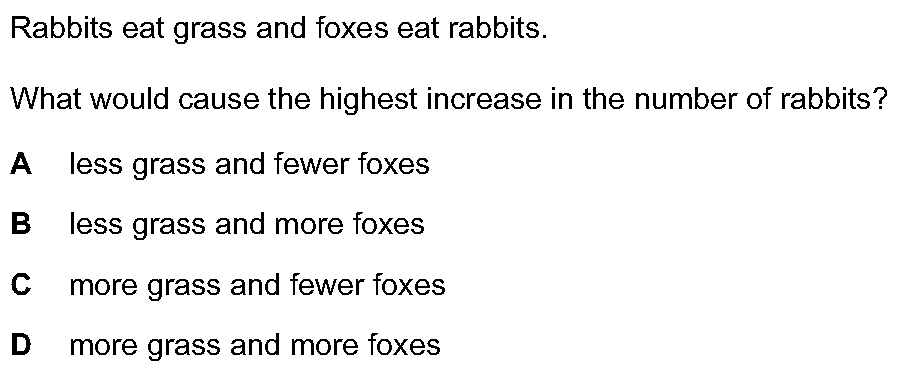 Rabbits eat grass and foxes eat rabbits.
What would cause the highest increase in the number of rabbits?
A less grass and fewer foxes
B less grass and more foxes
C more grass and fewer foxes
D more grass and more foxes